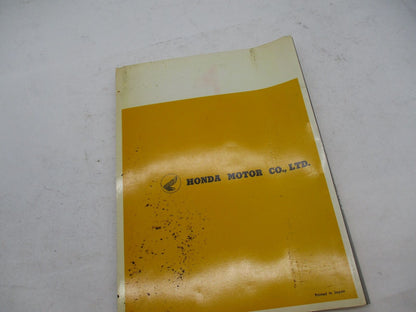 HONDA MOTOR CO., LTD.
Printed in Japan